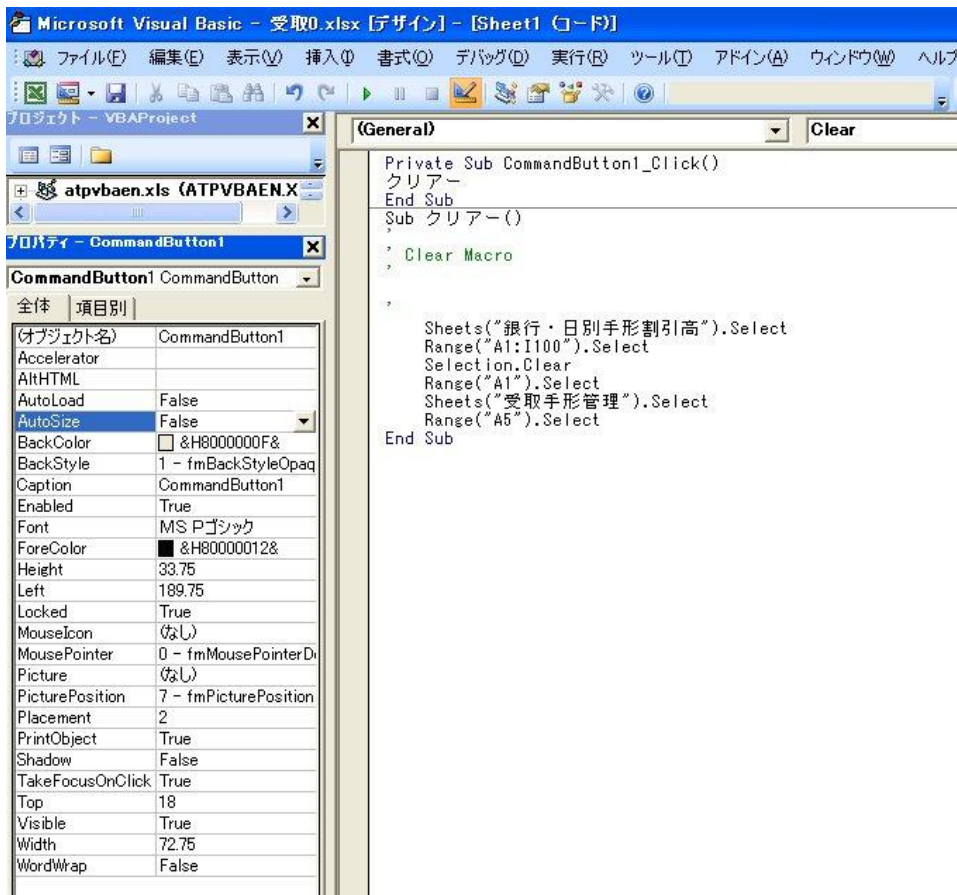 Microsoft Visual Basic - 受取0.xlsx [デザイン] - [Sheet1 (コード)]
ファイル(F) 編集(E) 表示(V) 挿入(I) 書式(O) デバッグ(D) 実行(R) ツール(T) アドイン(A) ウィンドウ(W) ヘルプ
プロジェクト - VBAProject
(General) Clear
atpvbaen.xls (ATPVBAEN.X
プロパティ - CommandButton1
CommandButton1 CommandButton
全体 項目別
(オブジェクト名) CommandButton1
Accelerator
AltHTML
AutoLoad False
AutoSize False
BackColor &H8000000F&
BackStyle 1 - fmBackStyleOpaq
Caption CommandButton1
Enabled True
Font MS Pゴシック
ForeColor &H80000012&
Height 33.75
Left 189.75
Locked True
MouseIcon (なし)
MousePointer 0 - fmMousePointerD
Picture (なし)
PicturePosition 7 - fmPicturePosition
Placement 2
PrintObject True
Shadow False
TakeFocusOnClick True
Top 18
Visible True
Width 72.75
WordWrap False
Private Sub CommandButton1_Click()
クリアー
End Sub
Sub クリアー()
'
' Clear Macro
'
'
Sheets("銀行・日別手形割引高").Select
Range("A1:I100").Select
Selection.Clear
Range("A1").Select
Sheets("受取手形管理").Select
Range("A5").Select
End Sub